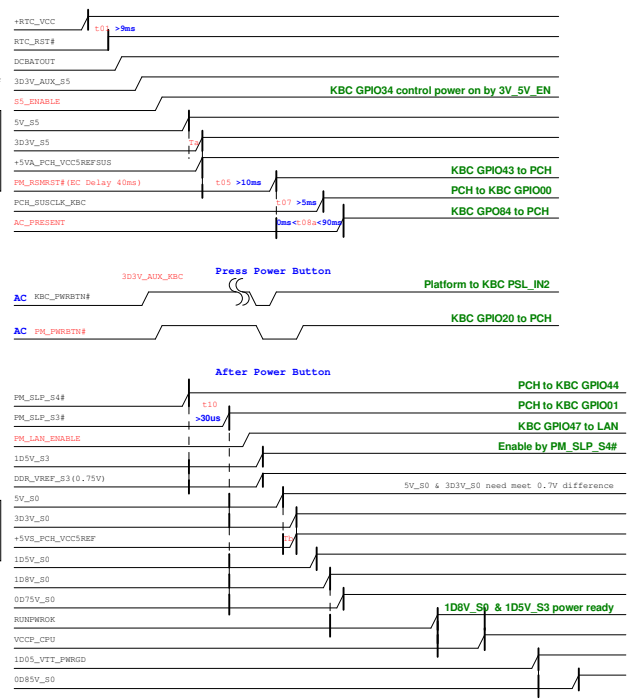 +RTC_VCC
t01 >9ms
RTC_RST#
DCBATOUT
3D3V_AUX_S5
KBC GPIO34 control power on by 3V_5V_EN
S5_ENABLE
5V_S5
3D3V_S5
Ta
+5VA_PCH_VCC5REFSUS
KBC GPIO43 to PCH
PM_RSMRST#(EC Delay 40ms)
t05 >10ms
PCH to KBC GPIO00
PCH_SUSCLK_KBC
t07 >5ms
KBC GPO84 to PCH
AC_PRESENT
0ms<t08a<90ms
Press Power Button
3D3V_AUX_KBC
Platform to KBC PSL_IN2
AC KBC_PWRBTN#
KBC GPIO20 to PCH
AC PM_PWRBTN#
After Power Button
PCH to KBC GPIO44
PM_SLP_S4#
t10
PCH to KBC GPIO01
PM_SLP_S3#
>30us
KBC GPIO47 to LAN
PM_LAN_ENABLE
Enable by PM_SLP_S4#
1D5V_S3
DDR_VREF_S3(0.75V)
5V_S0 & 3D3V_S0 need meet 0.7V difference
5V_S0
3D3V_S0
+5VS_PCH_VCC5REF
Tb
1D5V_S0
1D8V_S0
0D75V_S0
1D8V_S0 & 1D5V_S3 power ready
RUNPWROK
VCCP_CPU
1D05_VTT_PWRGD
0D85V_S0